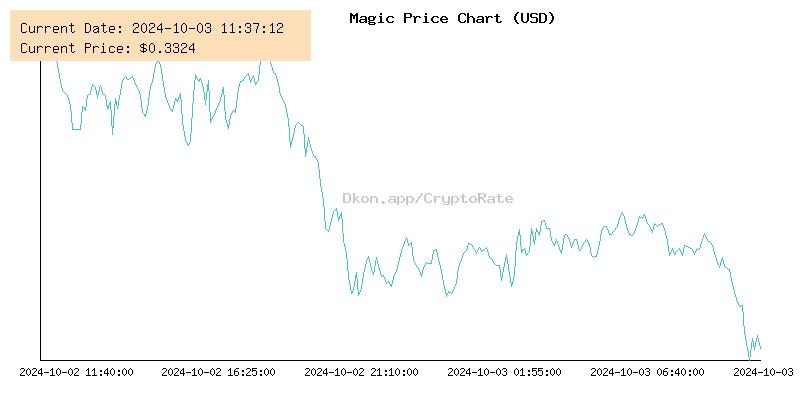 Magic Price Chart (USD)
Current Date: 2024-10-03 11:37:12
Current Price: $0.3324
Dkon.app/CryptoRate
2024-10-02 11:40:00 2024-10-02 16:25:00 2024-10-02 21:10:00 2024-10-03 01:55:00 2024-10-03 06:40:00 2024-10-03